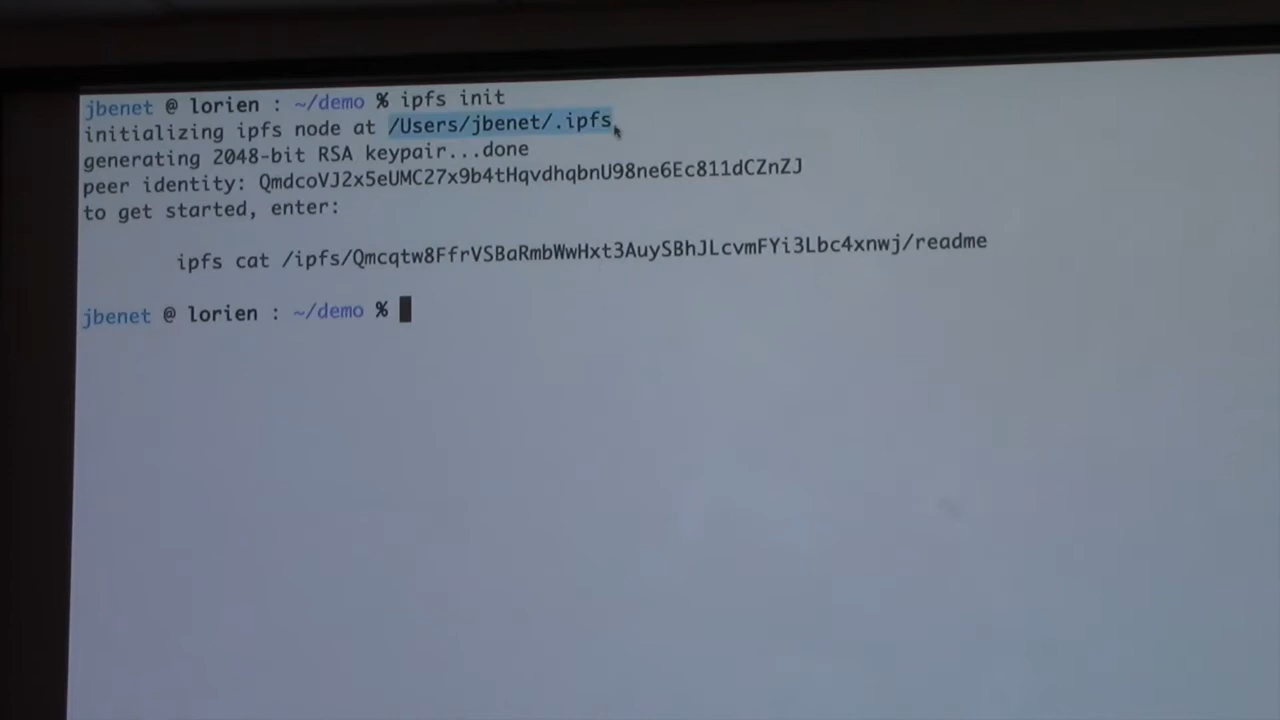 jbenet @ lorien : ~/demo % ipfs init
initializing ipfs node at /Users/jbenet/.ipfs
generating 2048-bit RSA keypair...done
peer identity: QmdcoVJ2x5eUMC27x9b4tHqvdhqbnU98ne6Ec811dCZnZJ
to get started, enter:
ipfs cat /ipfs/Qmcqtw8FfrVSBaRmbWwHxt3AuySBhJLcvmFYi3Lbc4xnwj/readme
jbenet @ lorien : ~/demo %